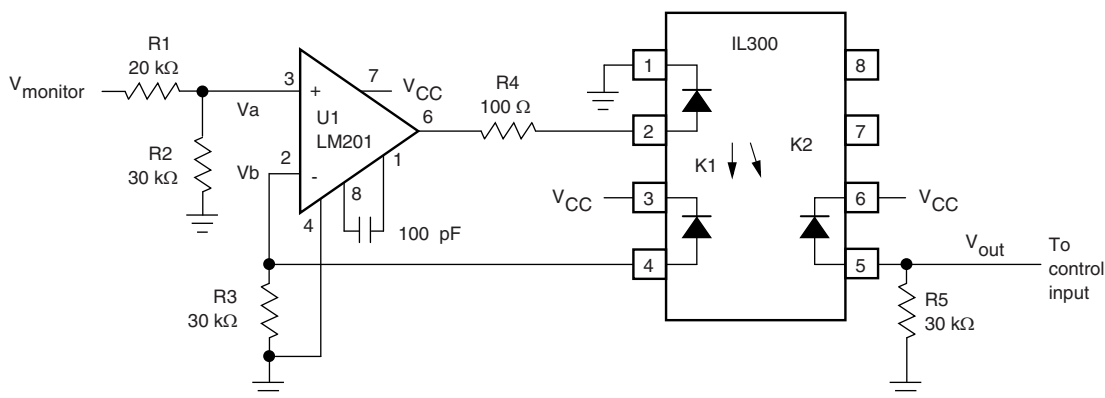 R1
20 kΩ
V monitor
Va
R2
30 kΩ
3
+
7
V CC
U1
LM201
6
2
Vb
-
1
8
4
100 pF
R3
30 kΩ
R4
100 Ω
IL300
1
8
2
7
K1
K2
V CC
3
6
V CC
4
5
V out
To
control
input
R5
30 kΩ